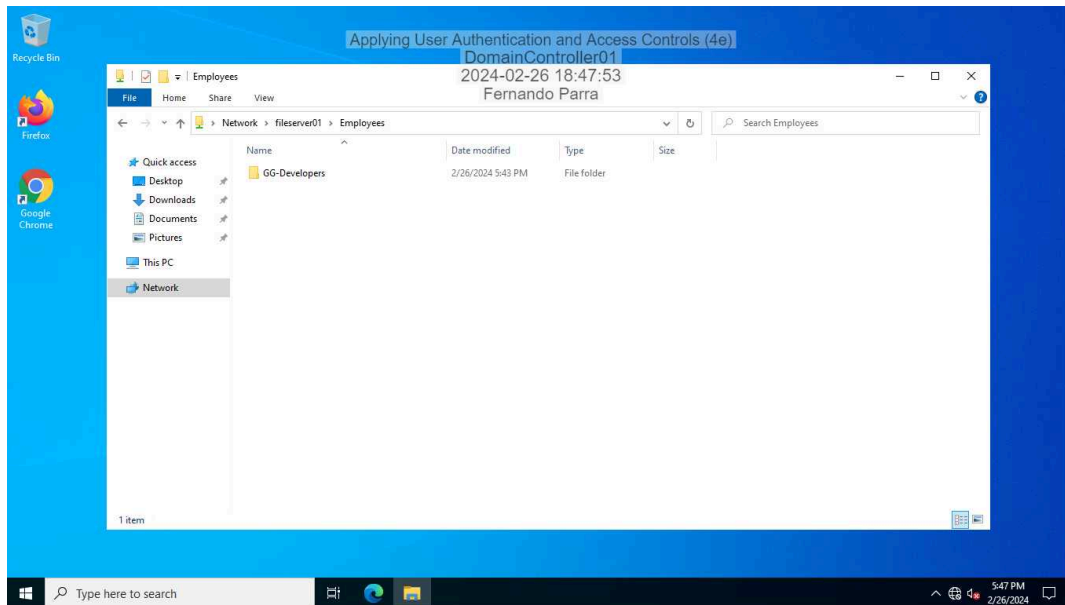 Recycle Bin
Firefox
Google
Chrome
Applying User Authentication and Access Controls (4e)
DomainController01
2024-02-26 18:47:53
Fernando Parra
Employees
File Home Share View
Network > fileserver01 > Employees
Search Employees
Name Date modified Type Size
GG-Developers 2/26/2024 5:43 PM File folder
Quick access
Desktop
Downloads
Documents
Pictures
This PC
Network
1 item
Type here to search
5:47 PM
2/26/2024